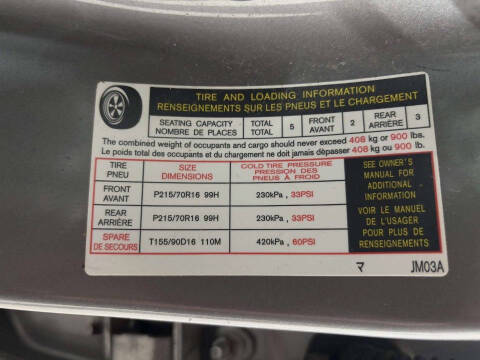 TIRE AND LOADING INFORMATION
RENSEIGNEMENTS SUR LES PNEUS ET LE CHARGEMENT
SEATING CAPACITY TOTAL 5 FRONT 2 REAR 3
NOMBRE DE PLACES TOTAL AVANT ARRIÈRE
The combined weight of occupants and cargo should never exceed 408 kg or 900 lbs.
Le poids total des occupants et du chargement ne doit jamais dépasser 408 kg ou 900 lb.
TIRE PNEU SIZE DIMENSIONS COLD TIRE PRESSURE PRESSION DES PNEUS À FROID
FRONT AVANT P215/70R16 99H 230kPa , 33PSI
REAR ARRIÈRE P215/70R16 99H 230kPa , 33PSI
SPARE DE SECOURS T155/90D16 110M 420kPa , 60PSI
SEE OWNER'S
MANUAL FOR
ADDITIONAL
INFORMATION
VOIR LE MANUEL
DE L'USAGER
POUR PLUS DE
RENSEIGNEMENTS
マ JM03A